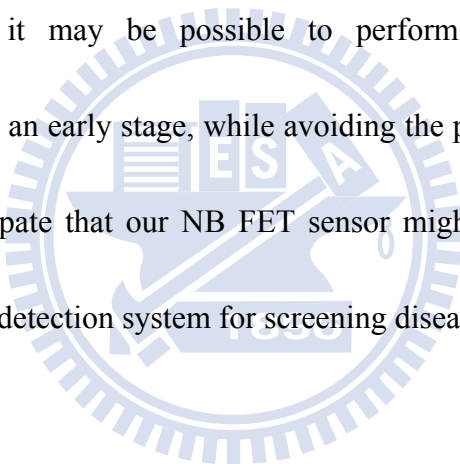 it may be possible to perform
an early stage, while avoiding the p
pate that our NB FET sensor migh
detection system for screening disea
E S A
1896